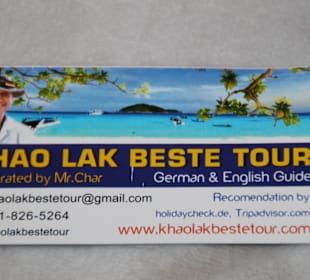 HAO LAK BESTE TOUR
rated by Mr.Char German & English Guide
aolakbestetour@gmail.com Recomendation by
1-826-5264 holidaycheck.de, Tripadvisor.com
olakbestetour www.khaolakbestetour.com